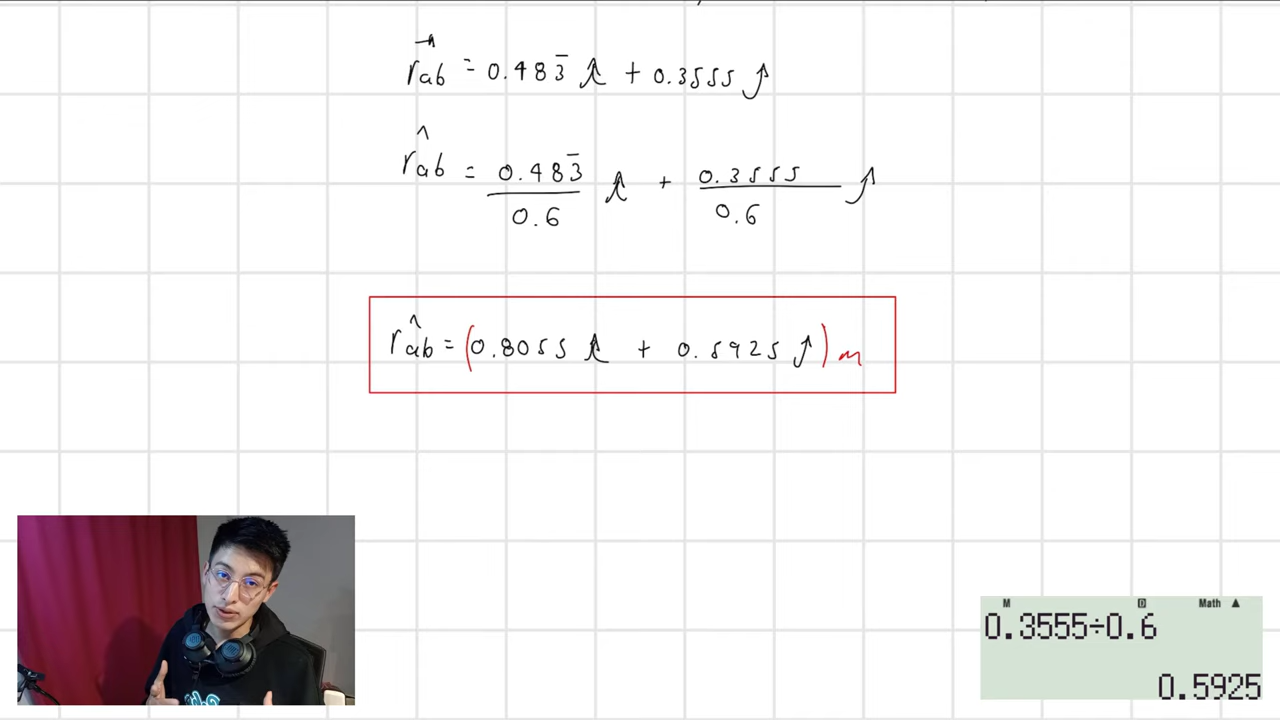 r⃗ab = 0.483̅ î + 0.3555 ĵ
r̂ab = 0.483̅/0.6 î + 0.3555/0.6 ĵ
r̂ab = (0.8055 î + 0.5925 ĵ) m
M D Math ▲
0.3555÷0.6
0.5925